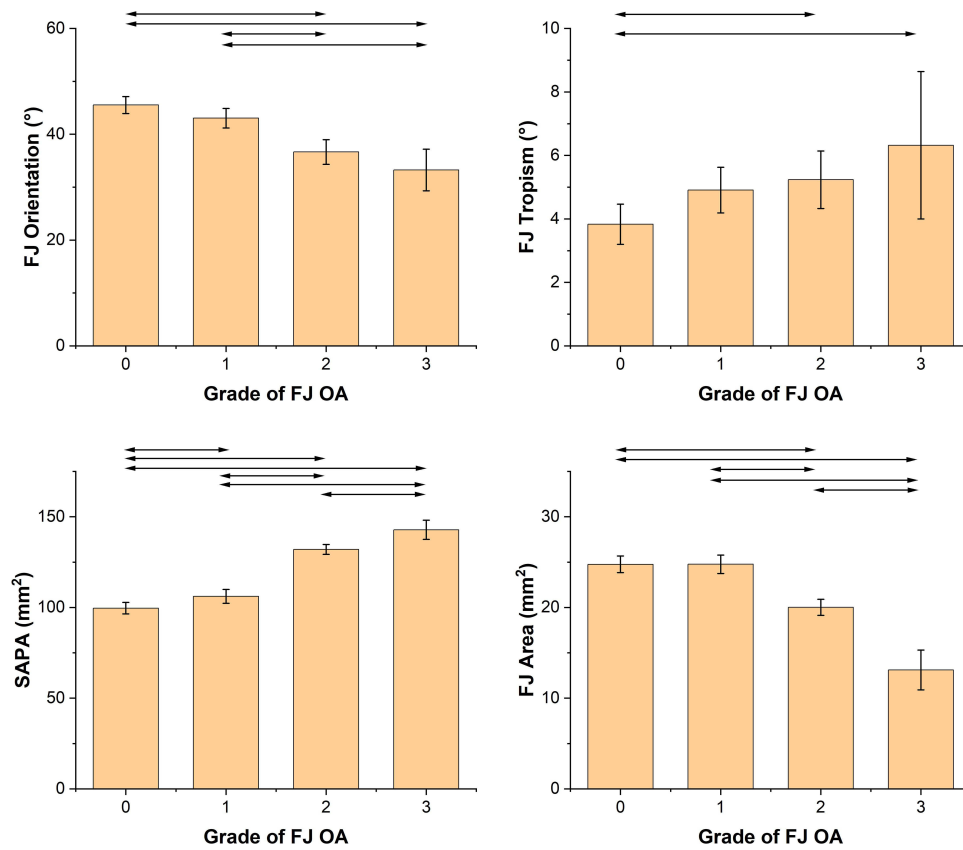 60
40
20
0
FJ Orientation (°)
0 1 2 3
Grade of FJ OA
10
8
6
4
2
0
FJ Tropism (°)
0 1 2 3
Grade of FJ OA
150
100
50
0
SAPA (mm²)
0 1 2 3
Grade of FJ OA
30
20
10
0
FJ Area (mm²)
0 1 2 3
Grade of FJ OA